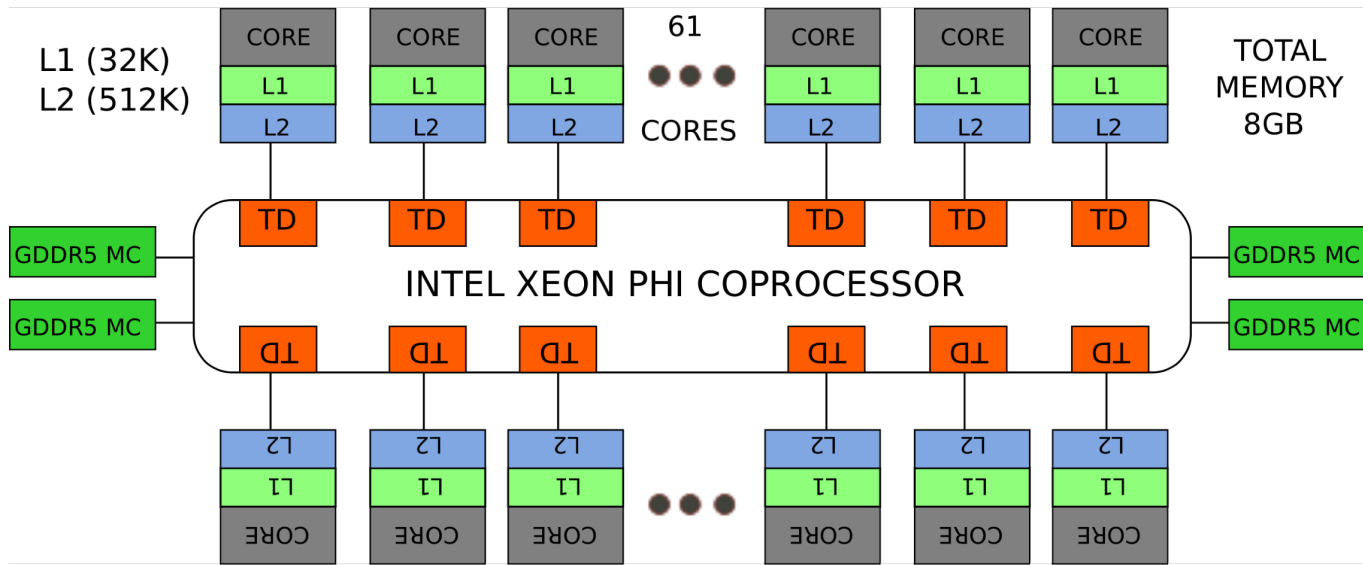 CORE CORE CORE 61 CORE CORE CORE
L1 (32K)
L2 (512K)
L1 L1 L1 L1 L1 L1
L2 L2 L2 CORES L2 L2 L2
TOTAL
MEMORY
8GB
TD TD TD TD TD TD
GDDR5 MC GDDR5 MC
INTEL XEON PHI COPROCESSOR
GDDR5 MC GDDR5 MC
TD TD TD TD TD TD
L2 L2 L2 L2 L2 L2
L1 L1 L1 L1 L1 L1
CORE CORE CORE CORE CORE CORE